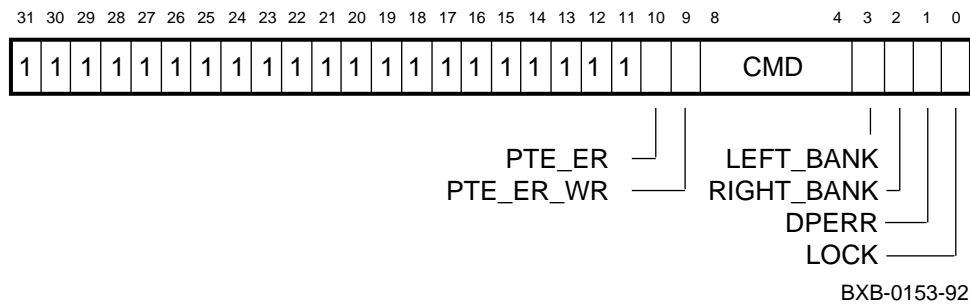 31 30 29 28 27 26 25 24 23 22 21 20 19 18 17 16 15 14 13 12 11 10 9 8 4 3 2 1 0
1 1 1 1 1 1 1 1 1 1 1 1 1 1 1 1 1 1 1 1 1 CMD
PTE_ER LEFT_BANK
PTE_ER_WR RIGHT_BANK
DPERR
LOCK
BXB-0153-92